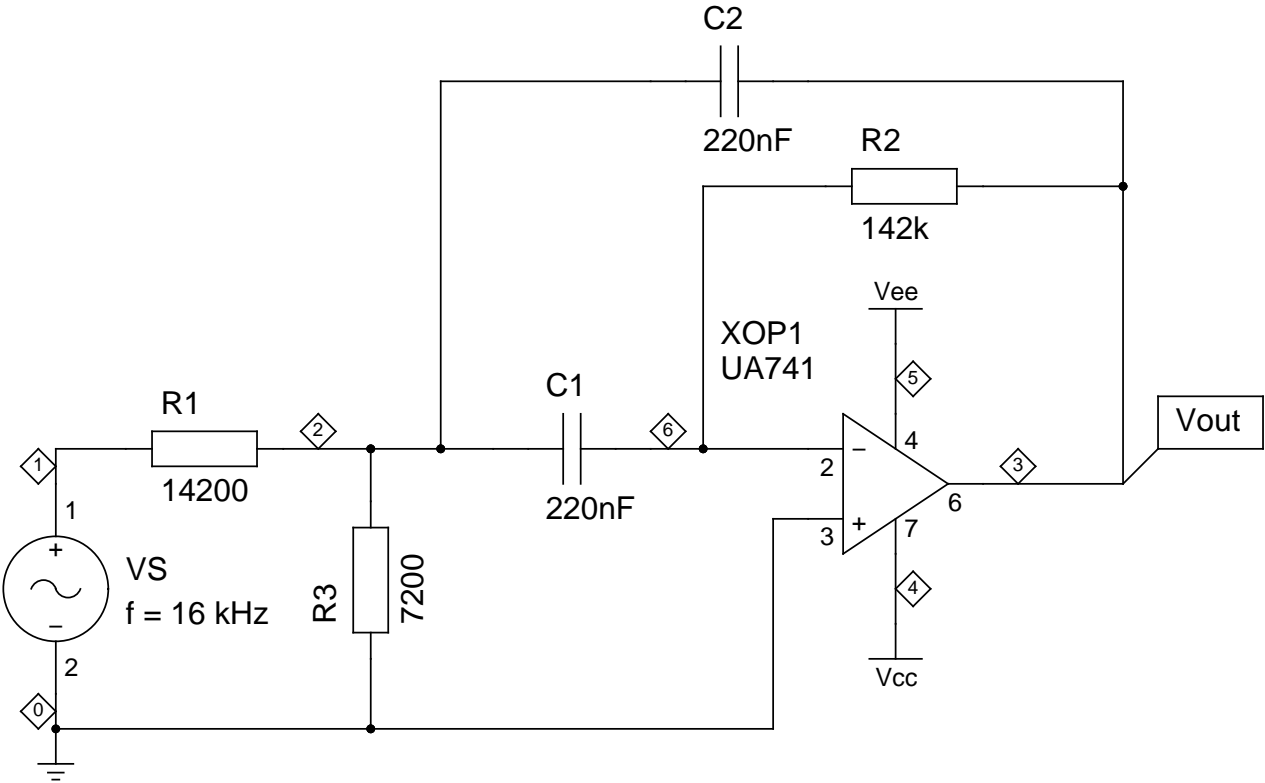 C2
220nF
R2
142k
Vee
XOP1
UA741
5
C1
R1
2
6
4
Vout
1
−
3
14200
1
2
220nF
6
+
7
3
+
VS
f = 16 kHz
−
R3
7200
4
2
Vcc
0